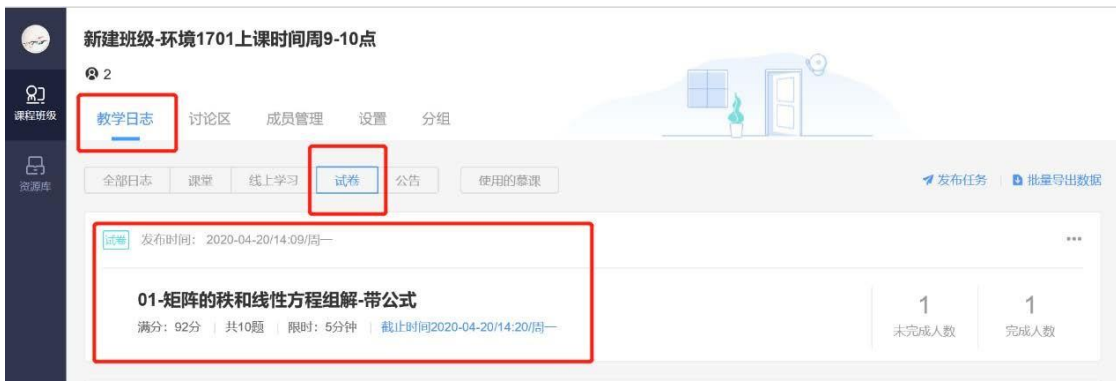 新建班级-环境1701上课时间周9-10点
2
课程班级
教学日志 讨论区 成员管理 设置 分组
资源库
全部日志 课堂 线上学习 试卷 公告 使用的慕课 发布任务 批量导出数据
试卷 发布时间：2020-04-20/14:09/周一
01-矩阵的秩和线性方程组解-带公式
满分：92分 共10题 限时：5分钟 截止时间2020-04-20/14:20/周一
1 1
未完成人数 完成人数